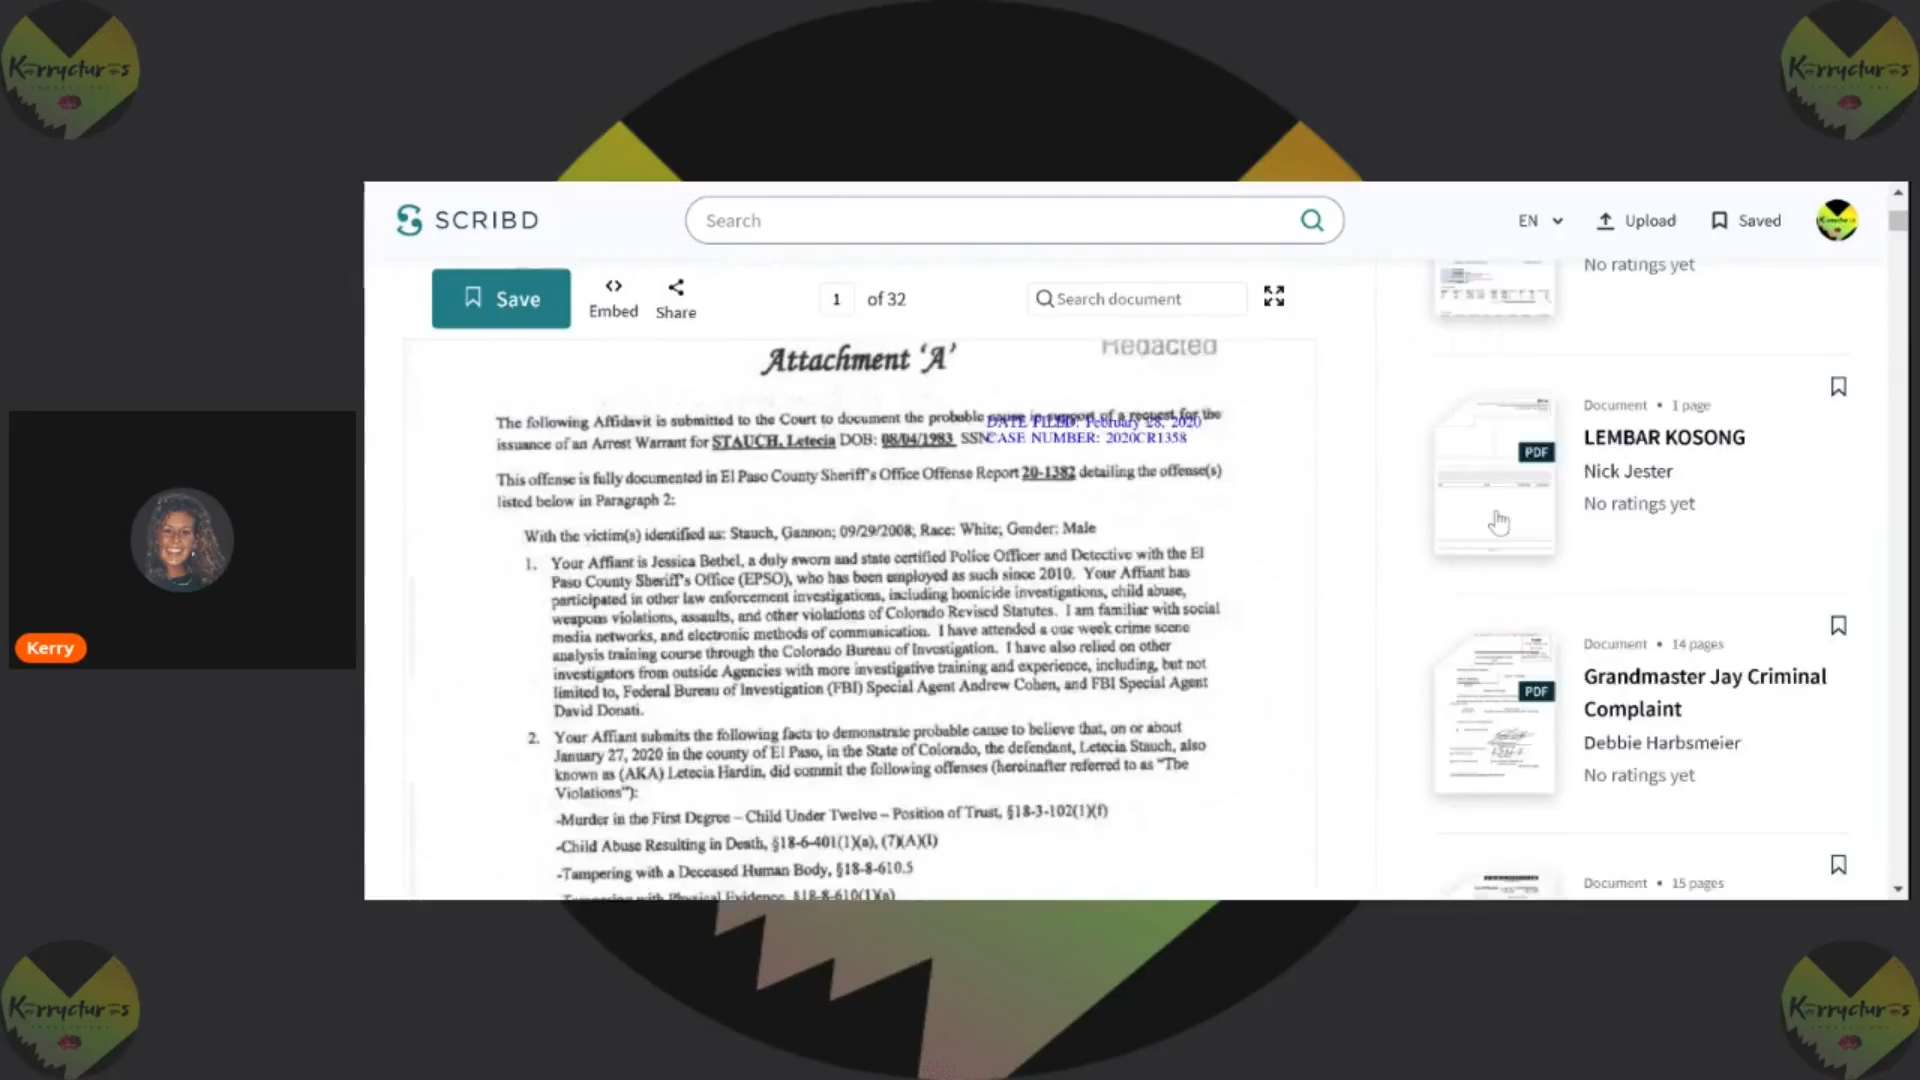 Kerryctures
Kerryctures
SCRIBD
Search
EN
Upload
Saved
Save
Embed
Share
1 of 32
Search document
Attachment 'A'
Redacted
The following Affidavit is submitted to the Court to document the probable cause in support of a request for the
DATE FILED: February 28, 2020
issuance of an Arrest Warrant for STAUCH, Letecia DOB: 08/04/1983 SSN
CASE NUMBER: 2020CR1358
This offense is fully documented in El Paso County Sheriff's Office Offense Report 20-1382 detailing the offense(s)
listed below in Paragraph 2:
With the victim(s) identified as: Stauch, Gannon; 09/29/2008; Race: White, Gender: Male
1. Your Affiant is Jessica Bethel, a duly sworn and state certified Police Officer and Detective with the El
Paso County Sheriff's Office (EPSO), who has been employed as such since 2010. Your Affiant has
participated in other law enforcement investigations, including homicide investigations, child abuse,
weapons violations, assaults, and other violations of Colorado Revised Statutes. I am familiar with social
media networks, and electronic methods of communication. I have attended a one week crime scene
analysis training course through the Colorado Bureau of Investigation. I have also relied on other
investigators from outside Agencies with more investigative training and experience, including, but not
limited to, Federal Bureau of Investigation (FBI) Special Agent Andrew Cohen, and FBI Special Agent
David Donati.
2. Your Affiant submits the following facts to demonstrate probable cause to believe that, on or about
January 27, 2020 in the county of El Paso, in the State of Colorado, the defendant, Letecia Stauch, also
known as (AKA) Letecia Hardin, did commit the following offenses (hereinafter referred to as "The
Violations"):
-Murder in the First Degree – Child Under Twelve – Position of Trust, §18-3-102(1)(f)
-Child Abuse Resulting in Death, §18-6-401(1)(a), (7)(A)(I)
-Tampering with a Deceased Human Body, §18-8-610.5
-Tampering with Physical Evidence, §18-8-610(1)(a)
No ratings yet
Document • 1 page
LEMBAR KOSONG
PDF
Nick Jester
No ratings yet
Document • 14 pages
Grandmaster Jay Criminal
PDF
Complaint
Debbie Harbsmeier
No ratings yet
Document • 15 pages
Kerry
Kerryctures
Kerryctures